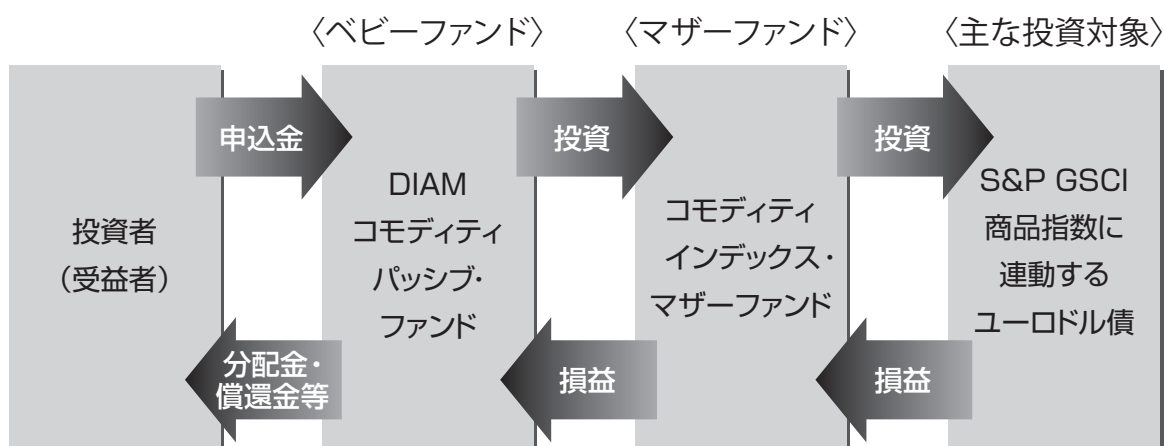 〈ベビーファンド〉
〈マザーファンド〉
〈主な投資対象〉
申込金
投資
投資
投資者
（受益者）
DIAM
コモディティ
パッシブ・
ファンド
コモディティ
インデックス・
マザーファンド
S&P GSCI
商品指数に
連動する
ユーロドル債
分配金・
償還金等
損益
損益